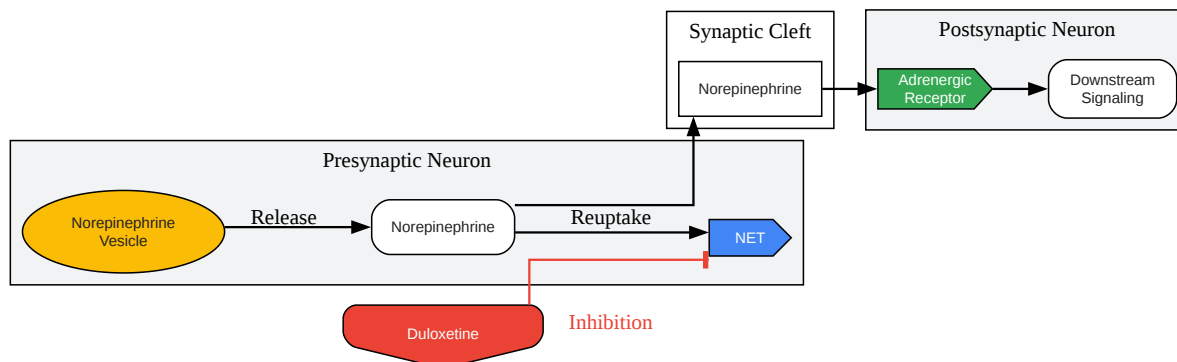 Synaptic Cleft
Norepinephrine
Postsynaptic Neuron
Adrenergic
Receptor
Downstream
Signaling
Presynaptic Neuron
Norepinephrine
Vesicle
Release
Norepinephrine
Reuptake
NET
Duloxetine
Inhibition